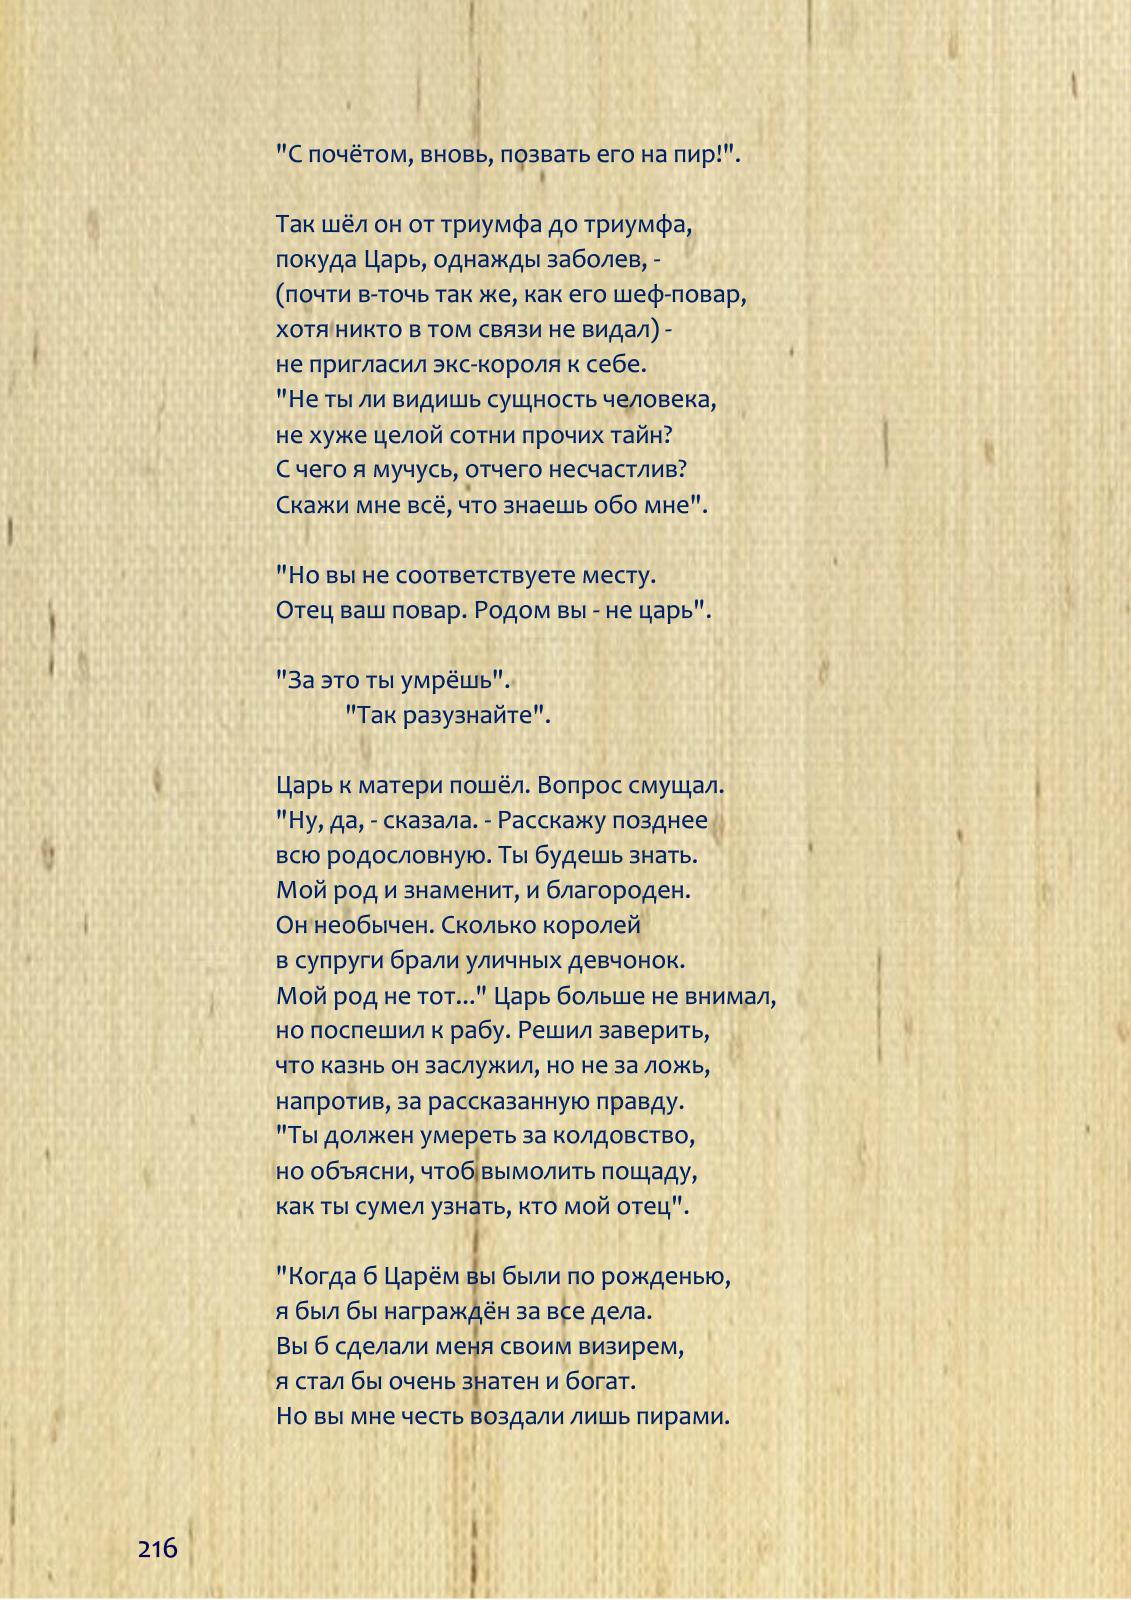 "С почётом, вновь, позвать его на пир!".
Так шёл он от триумфа до триумфа,
покуда Царь, однажды заболев, -
(почти в-точь так же, как его шеф-повар,
хотя никто в том связи не видал) -
не пригласил экс-короля к себе.
"Не ты ли видишь сущность человека,
не хуже целой сотни прочих тайн?
С чего я мучусь, отчего несчастлив?
Скажи мне всё, что знаешь обо мне".
"Но вы не соответствуете месту.
Отец ваш повар. Родом вы - не царь".
"За это ты умрёшь".
"Так разузнайте".
Царь к матери пошёл. Вопрос смущал.
"Ну, да, - сказала. - Расскажу позднее
всю родословную. Ты будешь знать.
Мой род и знаменит, и благороден.
Он необычен. Сколько королей
в супруги брали уличных девчонок.
Мой род не тот..." Царь больше не внимал,
но поспешил к рабу. Решил заверить,
что казнь он заслужил, но не за ложь,
напротив, за рассказанную правду.
"Ты должен умереть за колдовство,
но объясни, чтоб вымолить пощаду,
как ты сумел узнать, кто мой отец".
"Когда б Царём вы были по рожденью,
я был бы награждён за все дела.
Вы б сделали меня своим визирем,
я стал бы очень знатен и богат.
Но вы мне честь воздали лишь пирами.
216